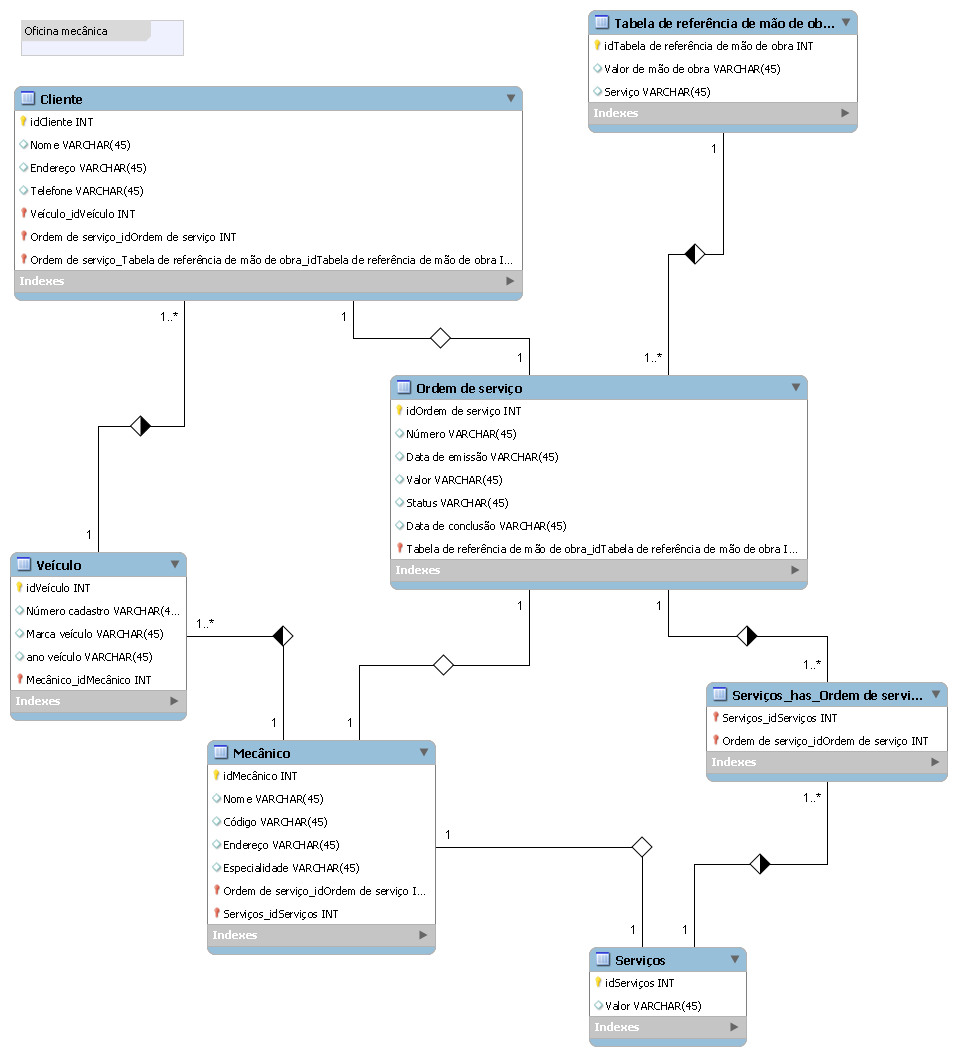 Oficina mecânica
Tabela de referência de mão de ob...
idTabela de referência de mão de obra INT
Valor de mão de obra VARCHAR(45)
Serviço VARCHAR(45)
Indexes
Cliente
idCliente INT
Nome VARCHAR(45)
Endereço VARCHAR(45)
Telefone VARCHAR(45)
Veículo_idVeículo INT
Ordem de serviço_idOrdem de serviço INT
Ordem de serviço_Tabela de referência de mão de obra_idTabela de referência de mão de obra I...
Indexes
1
1..*
1
1
1..*
Ordem de serviço
idOrdem de serviço INT
Número VARCHAR(45)
Data de emissão VARCHAR(45)
Valor VARCHAR(45)
Status VARCHAR(45)
Data de conclusão VARCHAR(45)
Tabela de referência de mão de obra_idTabela de referência de mão de obra I...
Indexes
1
Veículo
idVeículo INT
Número cadastro VARCHAR(4...
Marca veículo VARCHAR(45)
ano veículo VARCHAR(45)
Mecânico_idMecânico INT
Indexes
1..*
1
1
1
1
1..*
Serviços_has_Ordem de servi...
Serviços_idServiços INT
Ordem de serviço_idOrdem de serviço INT
Indexes
1..*
Mecânico
idMecânico INT
Nome VARCHAR(45)
Código VARCHAR(45)
Endereço VARCHAR(45)
Especialidade VARCHAR(45)
Ordem de serviço_idOrdem de serviço I...
Serviços_idServiços INT
Indexes
1
1
1
Serviços
idServiços INT
Valor VARCHAR(45)
Indexes